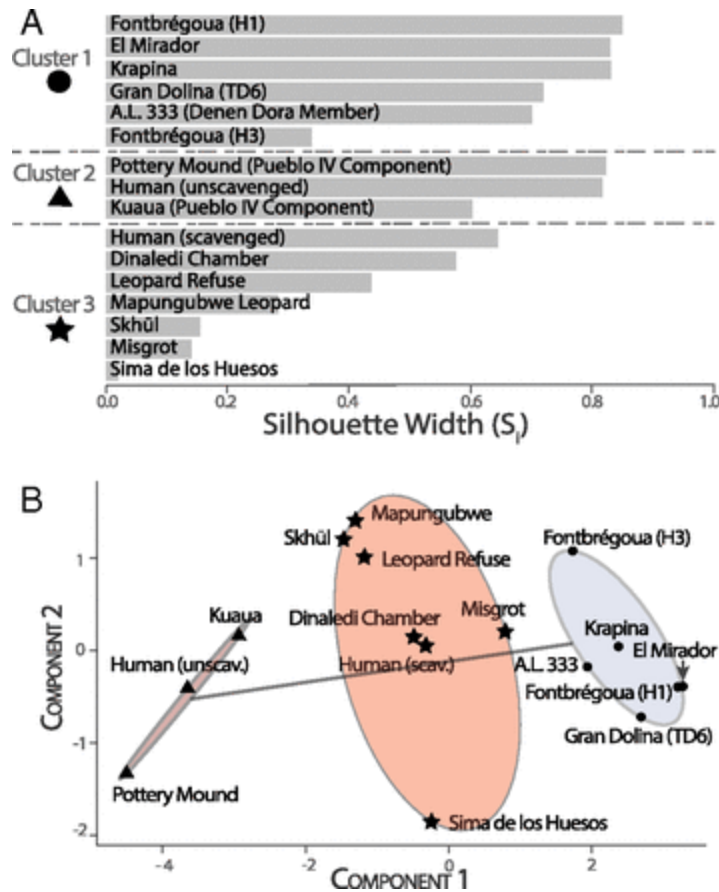 A
Cluster 1
Fontbrégoua (H1)
El Mirador
Krapina
Gran Dolina (TD6)
A.L. 333 (Denen Dora Member)
Fontbrégoua (H3)
Cluster 2
Pottery Mound (Pueblo IV Component)
Human (unscavenged)
Kuaua (Pueblo IV Component)
Cluster 3
Human (scavenged)
Dinaledi Chamber
Leopard Refuse
Mapungubwe Leopard
Skhūl
Misgrot
Sima de los Huesos
0.0 0.2 0.4 0.6 0.8 1.0
Silhouette Width (Si)
B
Component 2
1
0
-1
-2
Mapungubwe
Skhūl
Leopard Refuse
Fontbrégoua (H3)
Kuaua
Dinaledi Chamber
Misgrot
Krapina
El Mirador
Human (unscav.)
Human (scav.)
A.L. 333
Fontbrégoua (H1)
Gran Dolina (TD6)
Pottery Mound
Sima de los Huesos
-4 -2 0 2
Component 1